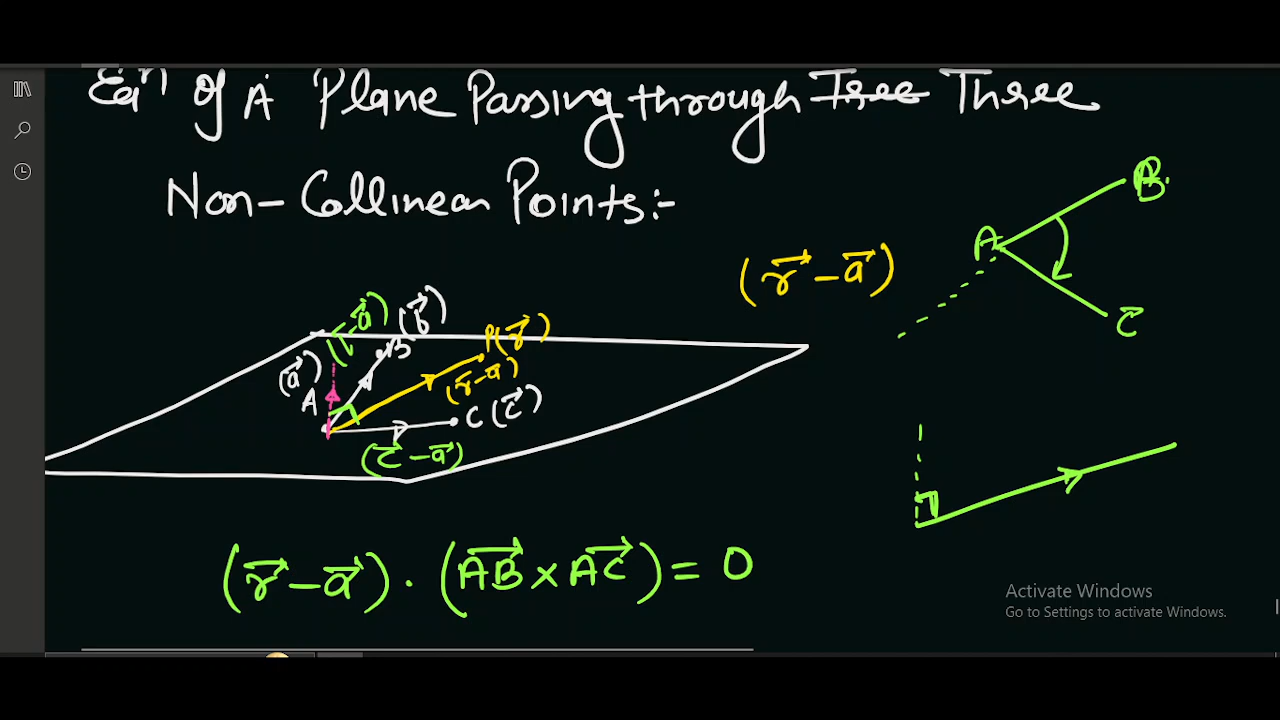 Eqⁿ Of A Plane Passing through Tree Three
Non-Collinear Points:-
B.
A
(r⃗ - a⃗)
C
(b⃗)
B
P(r⃗)
(a⃗)
A
(r⃗-a)
C(c⃗)
(c⃗ - a⃗)
(r⃗ - a⃗) · (AB⃗ × AC⃗) = 0
Activate Windows
Go to Settings to activate Windows.